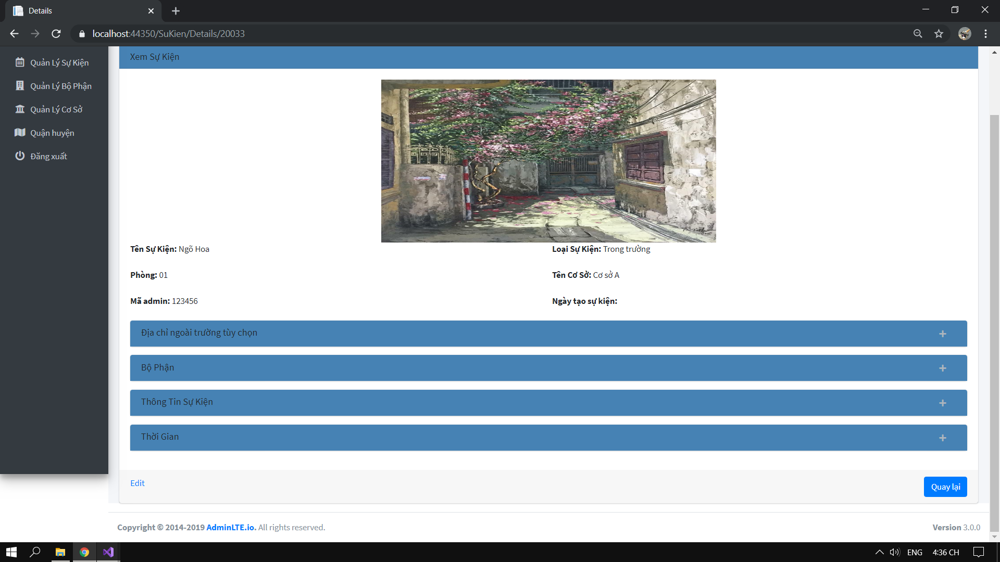 Details
localhost:44350/SuKien/Details/20033
Quản Lý Sự Kiện
Quản Lý Bộ Phận
Quản Lý Cơ Sở
Quận huyện
Đăng xuất
Xem Sự Kiện
Tên Sự Kiện: Ngõ Hoa
Loại Sự Kiện: Trong trường
Phòng: 01
Tên Cơ Sở: Cơ sở A
Mã admin: 123456
Ngày tạo sự kiện:
Địa chỉ ngoài trường tùy chọn
Bộ Phận
Thông Tin Sự Kiện
Thời Gian
Edit
Quay lại
Copyright © 2014-2019 AdminLTE.io. All rights reserved.
Version 3.0.0
ENG
4:36 CH